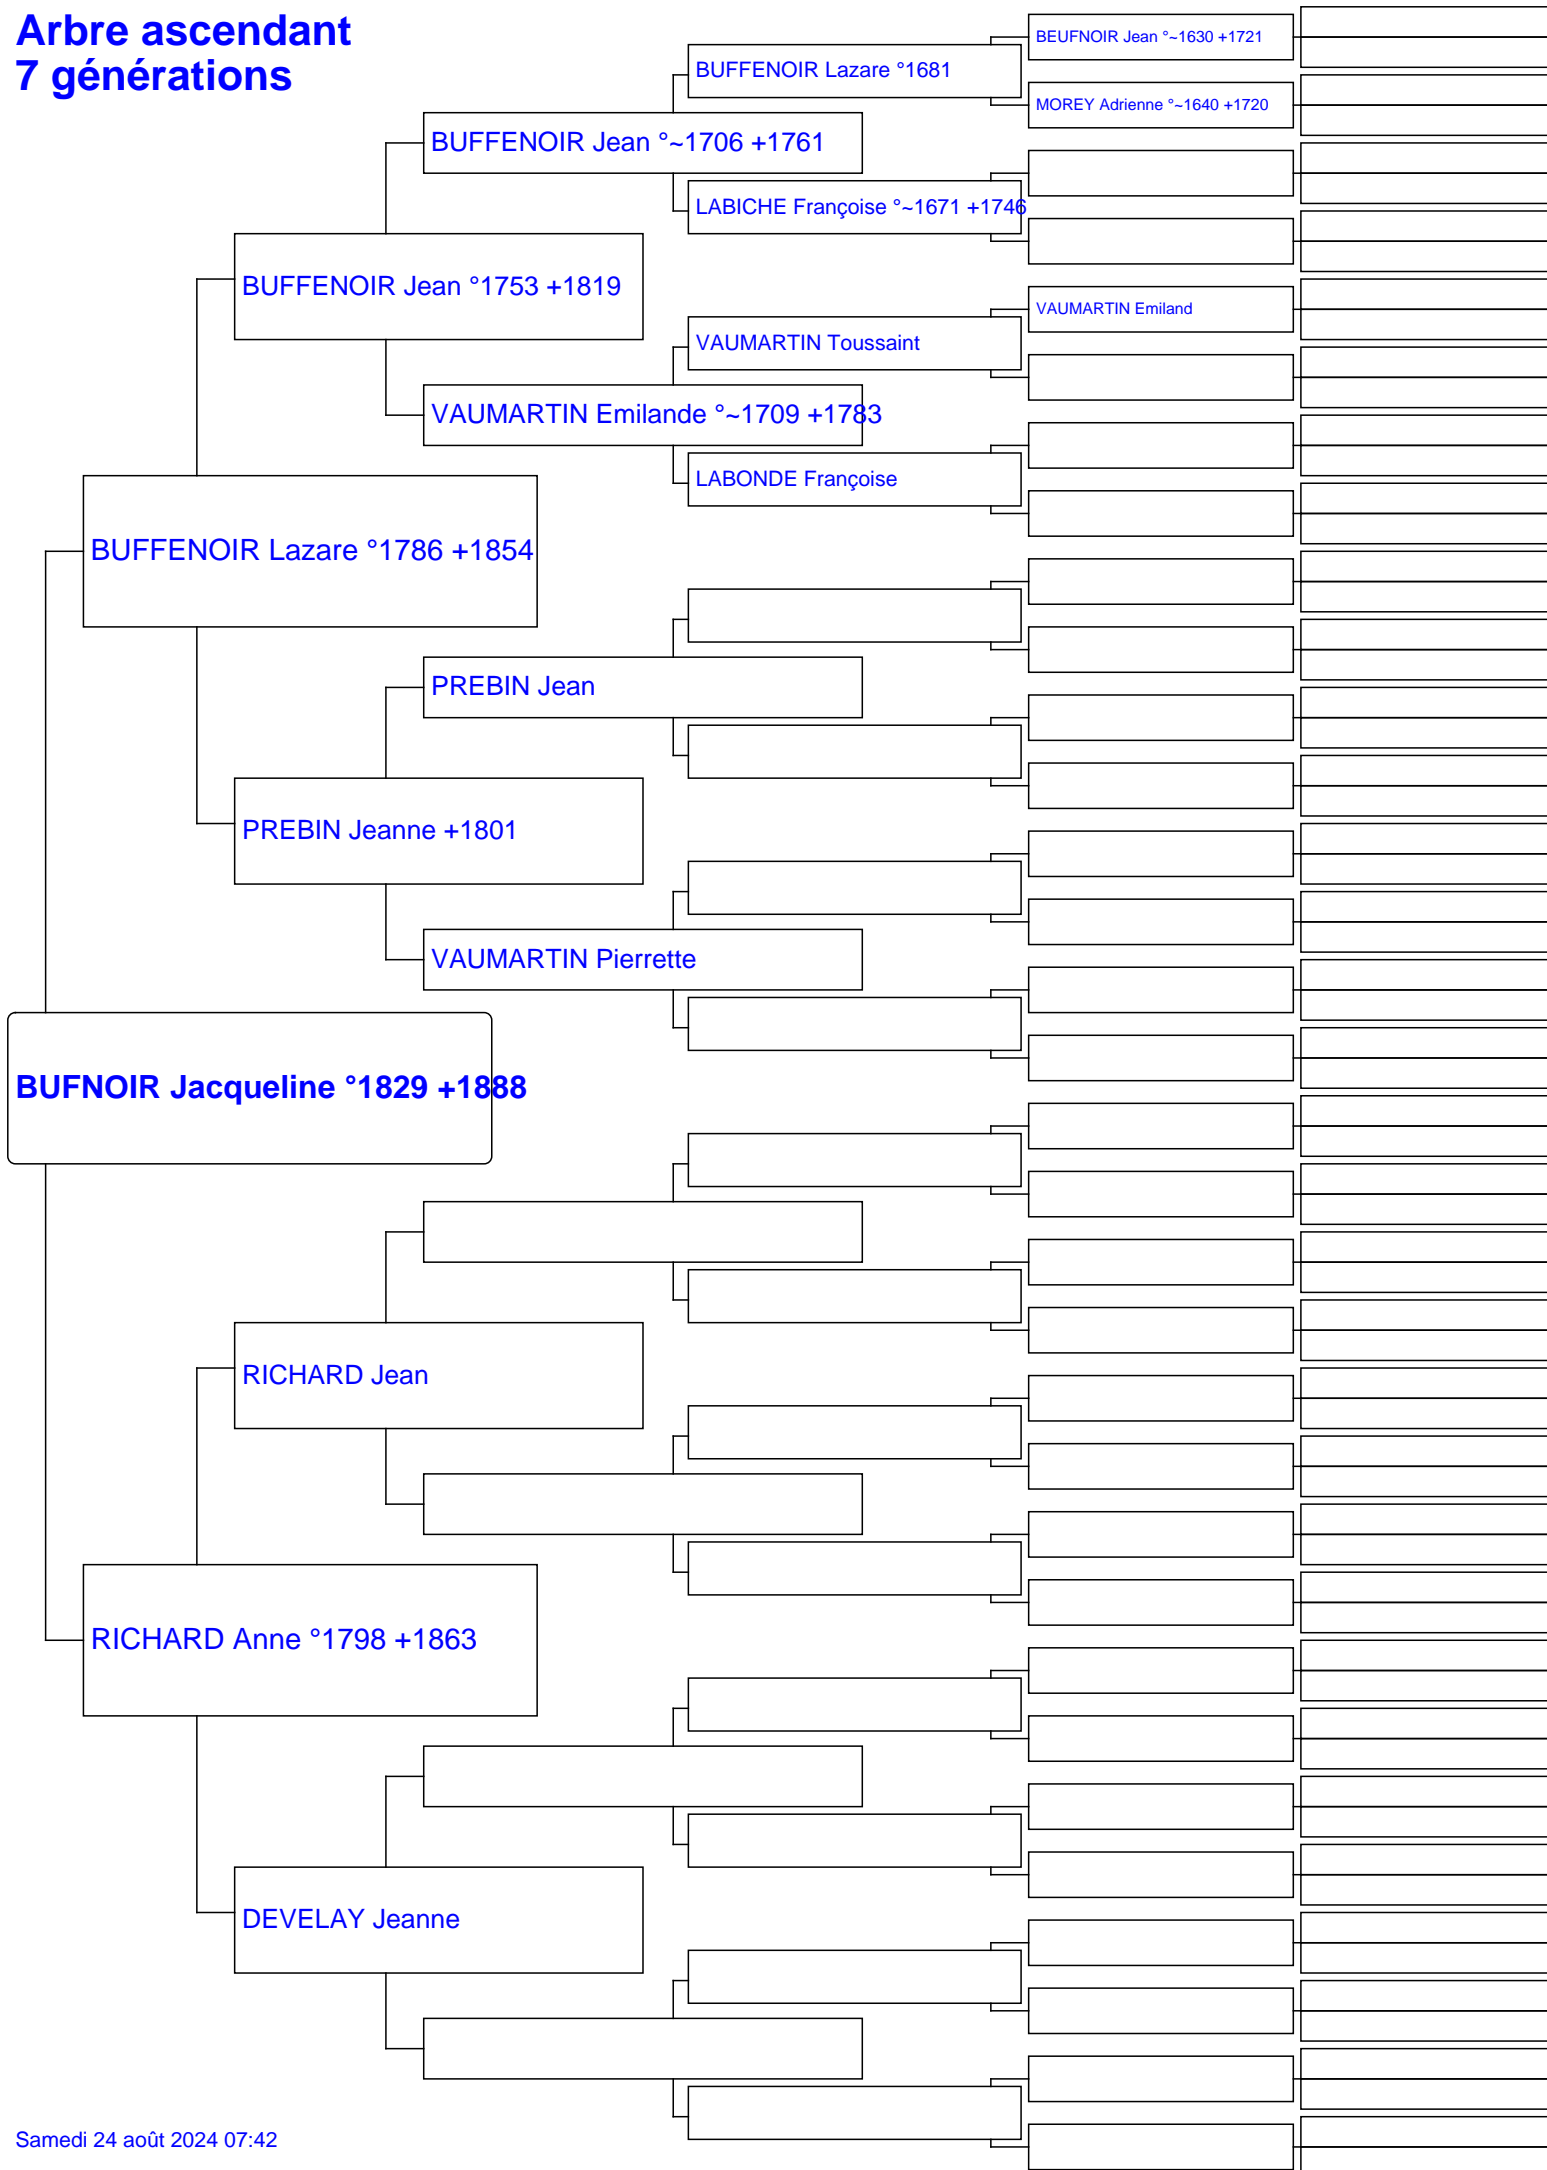 Arbre ascendant
7 générations
BEUFNOIR Jean °~1630 +1721
BUFFENOIR Lazare °1681
MOREY Adrienne °~1640 +1720
BUFFENOIR Jean °~1706 +1761
LABICHE Françoise °~1671 +1746
BUFFENOIR Jean °1753 +1819
VAUMARTIN Emiland
VAUMARTIN Toussaint
VAUMARTIN Emilande °~1709 +1783
LABONDE Françoise
BUFFENOIR Lazare °1786 +1854
PREBIN Jean
PREBIN Jeanne +1801
VAUMARTIN Pierrette
BUFNOIR Jacqueline °1829 +1888
RICHARD Jean
RICHARD Anne °1798 +1863
DEVELAY Jeanne
Samedi 24 août 2024 07:42